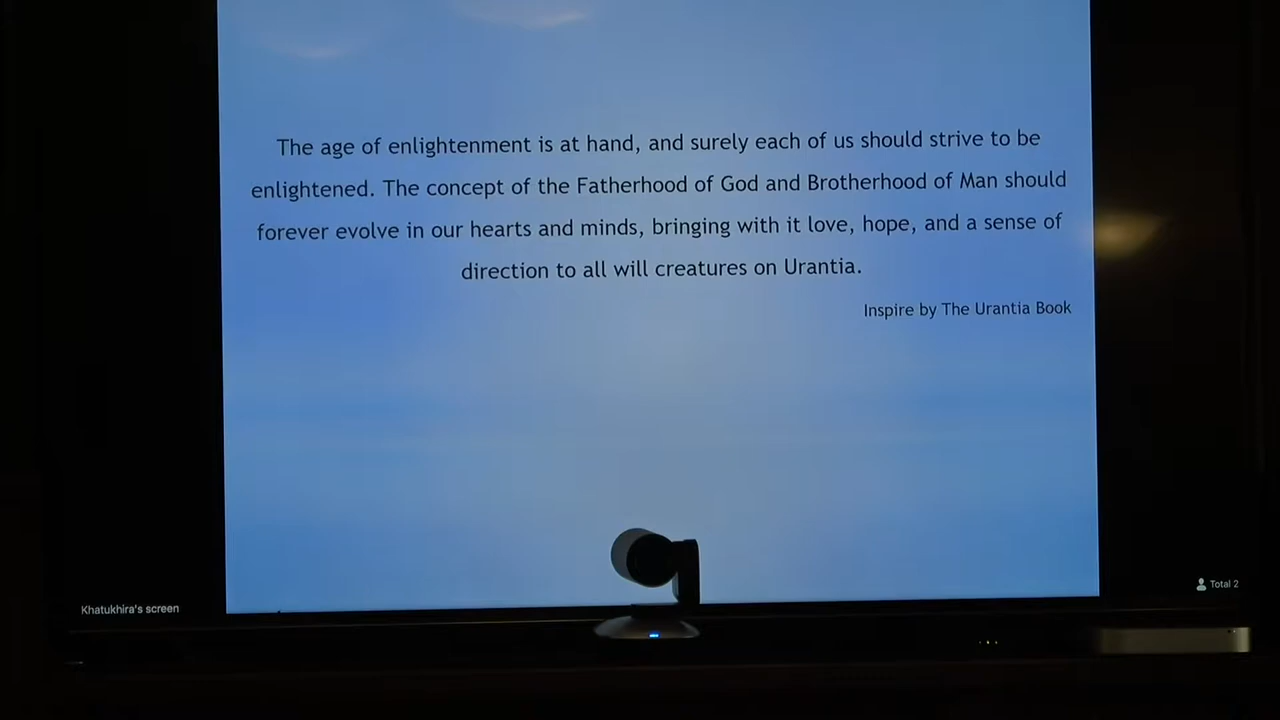 The age of enlightenment is at hand, and surely each of us should strive to be
enlightened. The concept of the Fatherhood of God and Brotherhood of Man should
forever evolve in our hearts and minds, bringing with it love, hope, and a sense of
direction to all will creatures on Urantia.
Inspire by The Urantia Book
Khatukhira's screen
Total 2